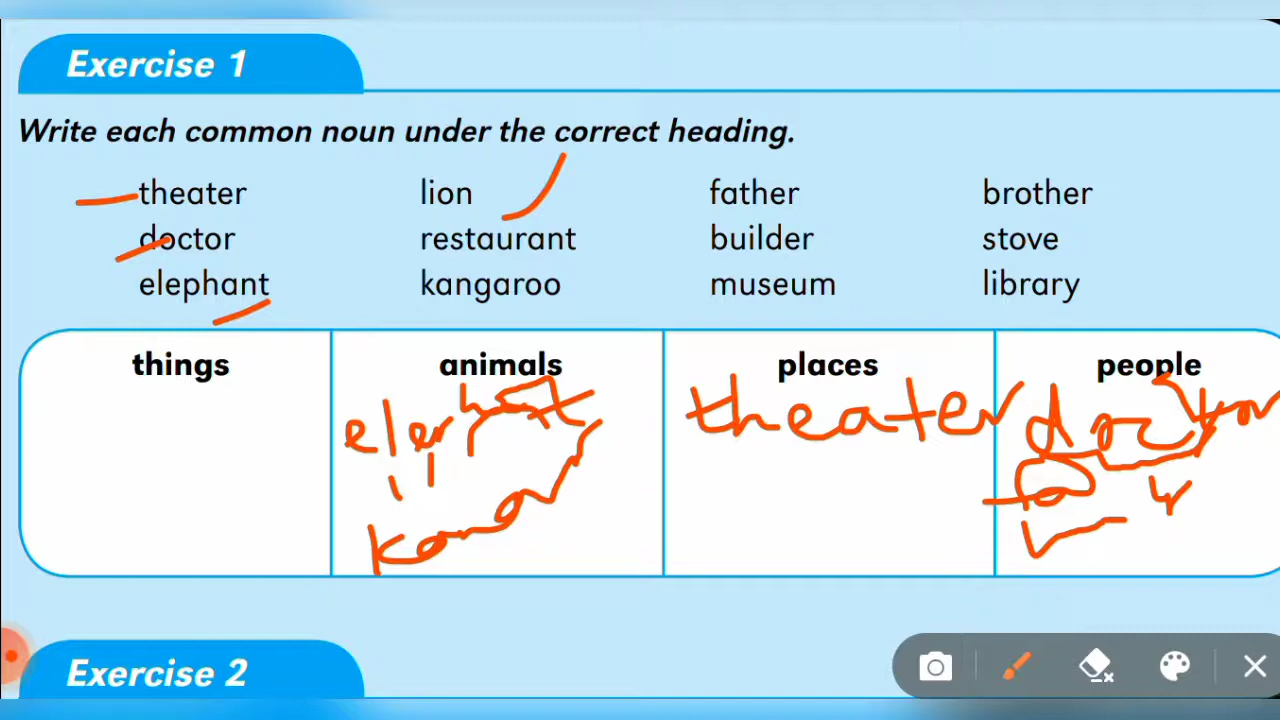 Exercise 1
Write each common noun under the correct heading.
theater lion father brother
doctor restaurant builder stove
elephant kangaroo museum library
things animals places people
theater doctor
Exercise 2